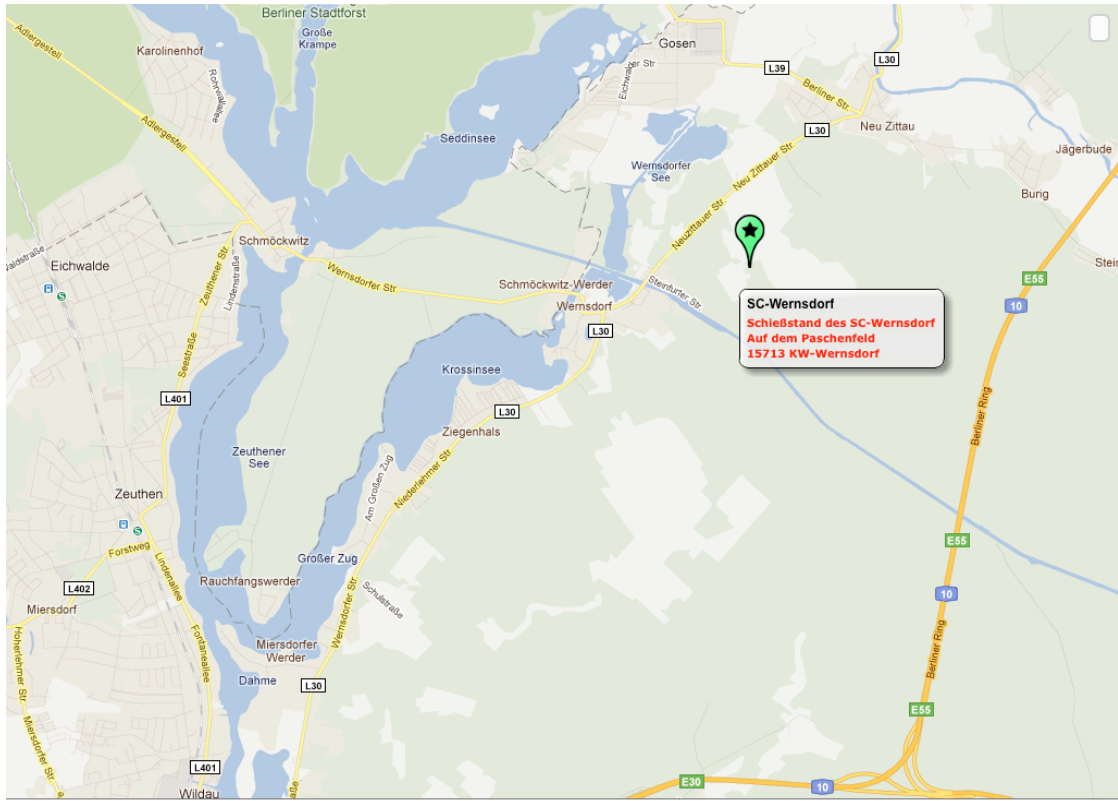 Berliner Stadtforst
Große
Krampe
Adlergestell
Karolinenhof
Rohrwallallee
Adlergestell
Gosen
L30
L39
Berliner Str.
Eichwalder Str.
Seddinsee
L30
Neu Zittau
Jägerbude
Wernsdorfer
See
Neu Zittauer Str.
Burig
Neuzittauer Str.
Schmöckwitz
Zeuthener Str.
Lindenstraße
Eichwalde
S
Wernsdorfer Str.
Schmöckwitz-Werder
Steinfurter Str.
Wernsdorf
E55
10
SC-Wernsdorf
Schießstand des SC-Wernsdorf
Auf dem Paschenfeld
15713 KW-Wernsdorf
L30
Seestraße
Krossinsee
L401
L30
Berliner Ring
Ziegenhals
Zeuthener
See
Am Großen Zug
Niederlehmer Str.
Zeuthen
S
Forstweg
Lindenallee
E55
Großer Zug
Rauchfangswerder
L402
10
Schulstraße
Miersdorf
Wernsdorfer Str.
Fontaneallee
Hoherlehmer Str.
Miersdorfer
Werder
Berliner Ring
Dahme
L30
E55
Miersdorfer Str.
L401
E30
10
Wildau